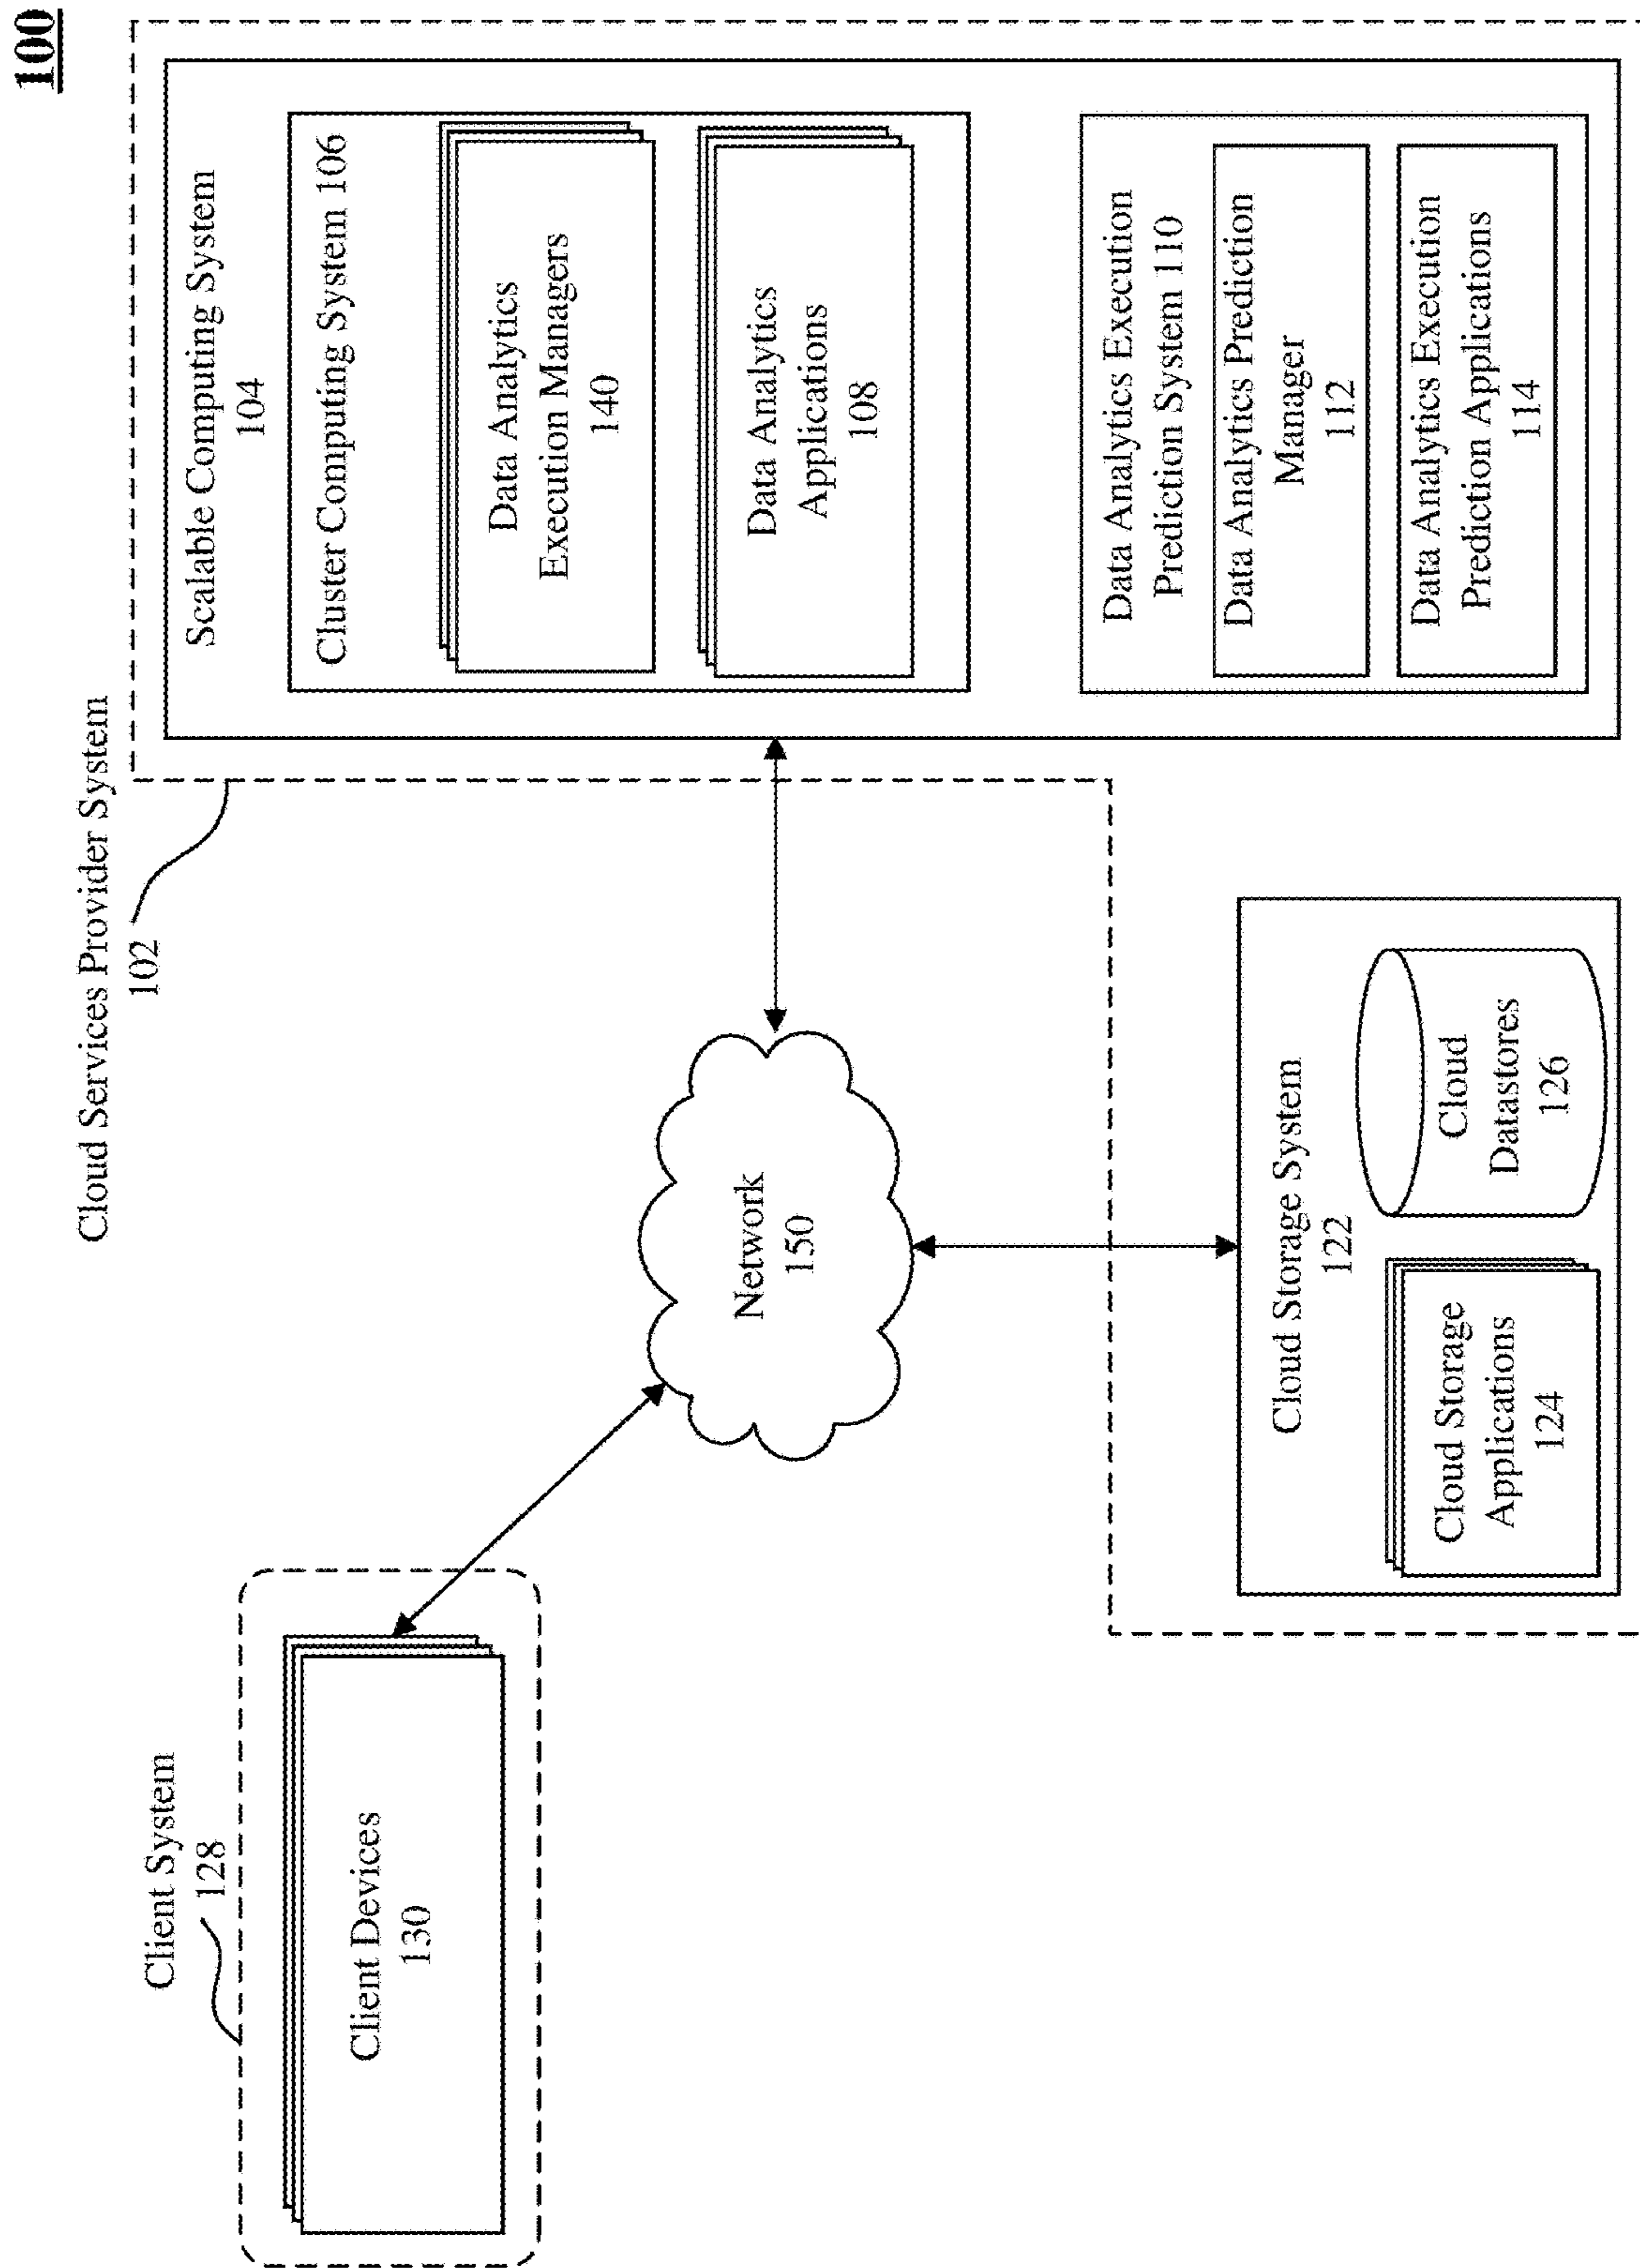 100
Cloud Services Provider System
102
Client System
128
Client Devices
130
Network
150
Scalable Computing System
104
Cluster Computing System 106
Data Analytics
Execution Managers
140
Data Analytics
Applications
108
Data Analytics Execution
Prediction System 110
Data Analytics Prediction
Manager
112
Data Analytics Execution
Prediction Applications
114
Cloud Storage System
122
Cloud Storage
Applications
124
Cloud
Datastores
126